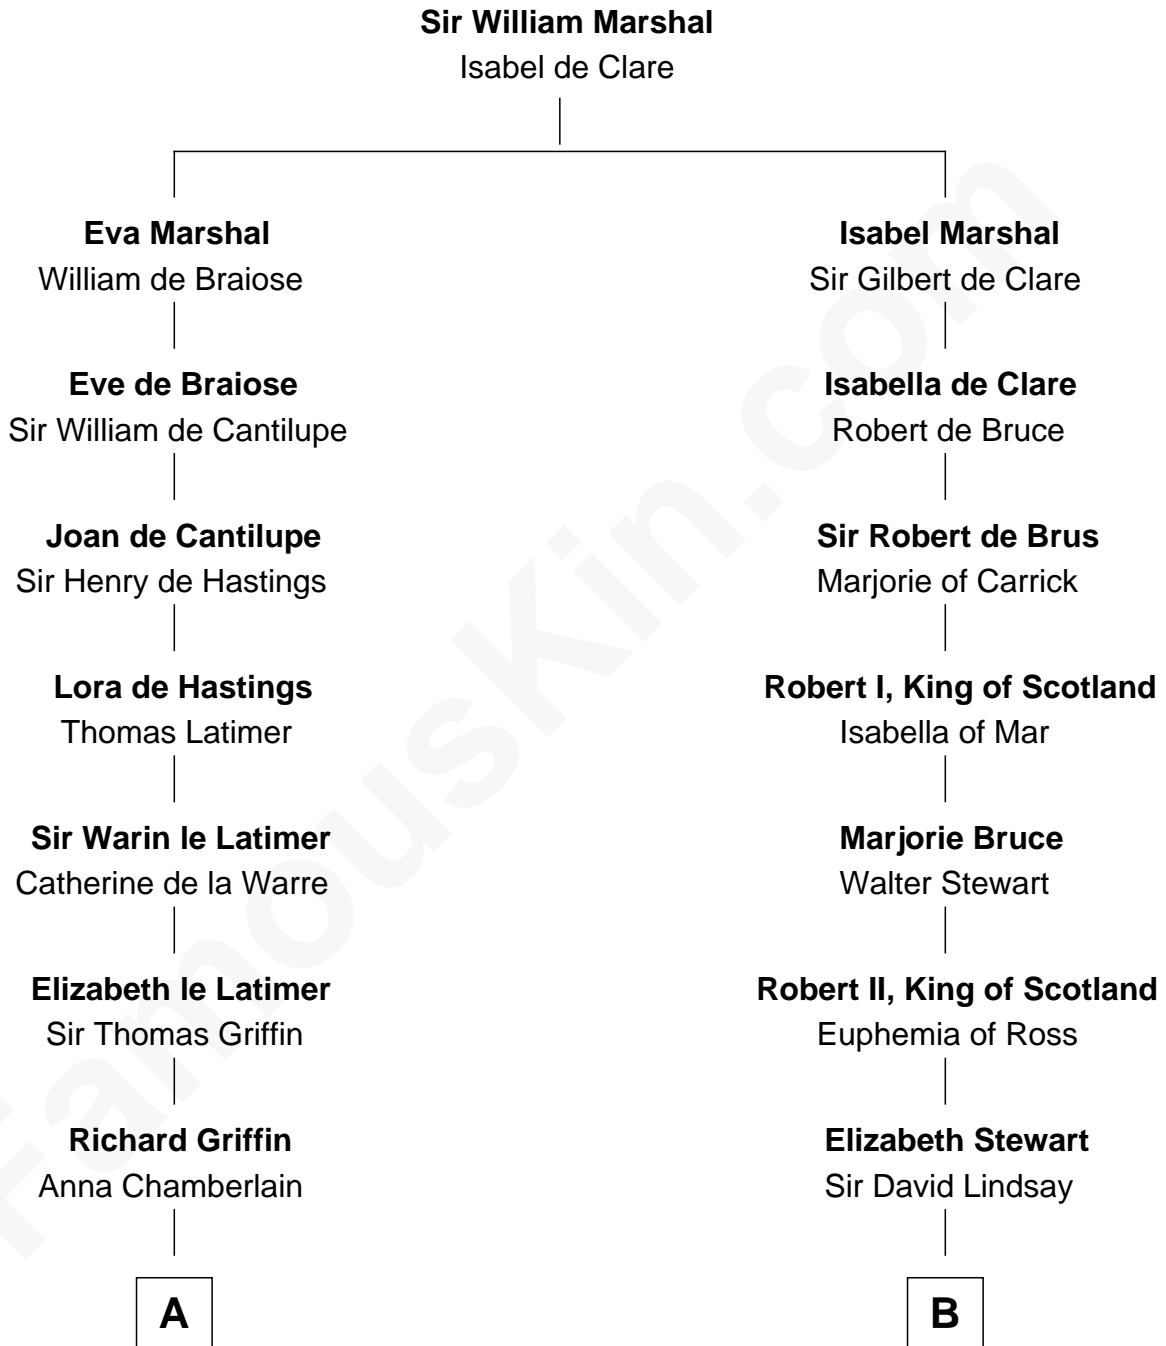 Sir William Marshal
Isabel de Clare
Eva Marshal
William de Braiose
Isabel Marshal
Sir Gilbert de Clare
Eve de Braiose
Sir William de Cantilupe
Isabella de Clare
Robert de Bruce
Joan de Cantilupe
Sir Henry de Hastings
Sir Robert de Brus
Marjorie of Carrick
Lora de Hastings
Thomas Latimer
Robert I, King of Scotland
Isabella of Mar
Sir Warin le Latimer
Catherine de la Warre
Marjorie Bruce
Walter Stewart
Elizabeth le Latimer
Sir Thomas Griffin
Robert II, King of Scotland
Euphemia of Ross
Richard Griffin
Anna Chamberlain
Elizabeth Stewart
Sir David Lindsay
A
B
FamousKin.com